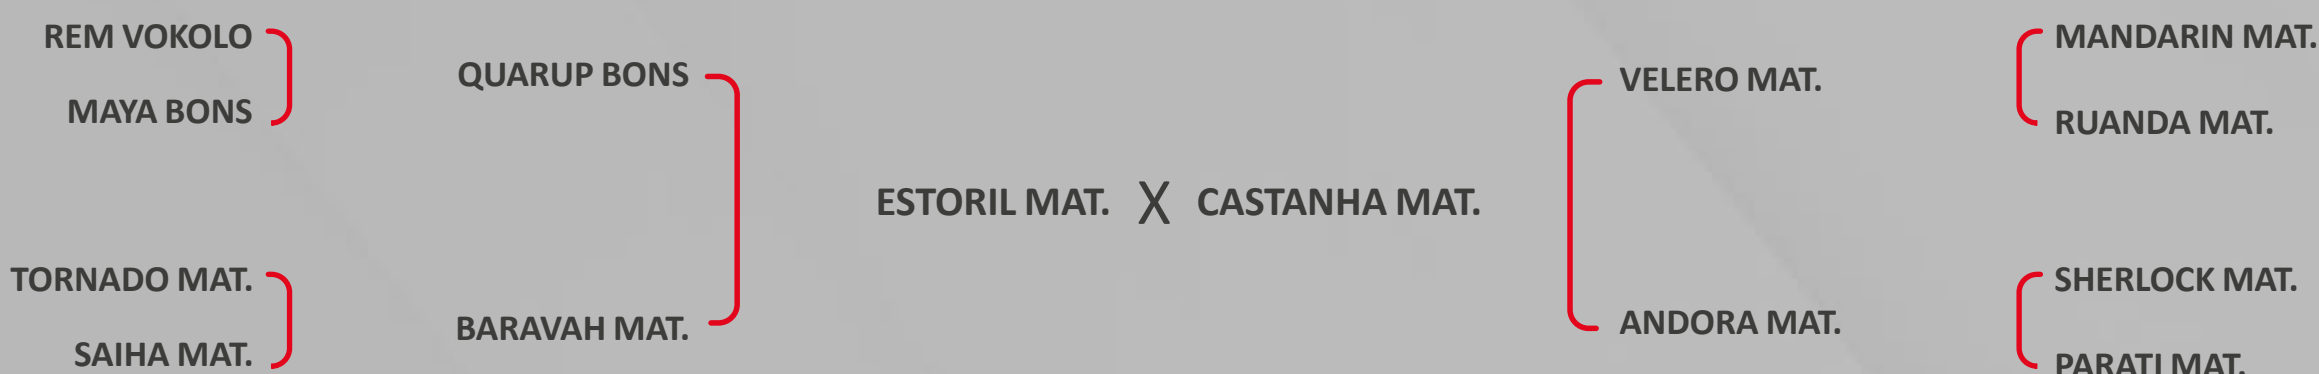 REM VOKOLO
MAYA BONS
QUARUP BONS
TORNADO MAT.
SAIHA MAT.
BARAVAH MAT.
ESTORIL MAT. X CASTANHA MAT.
VELERO MAT.
ANDORA MAT.
MANDARIN MAT.
RUANDA MAT.
SHERLOCK MAT.
PARATI MAT.